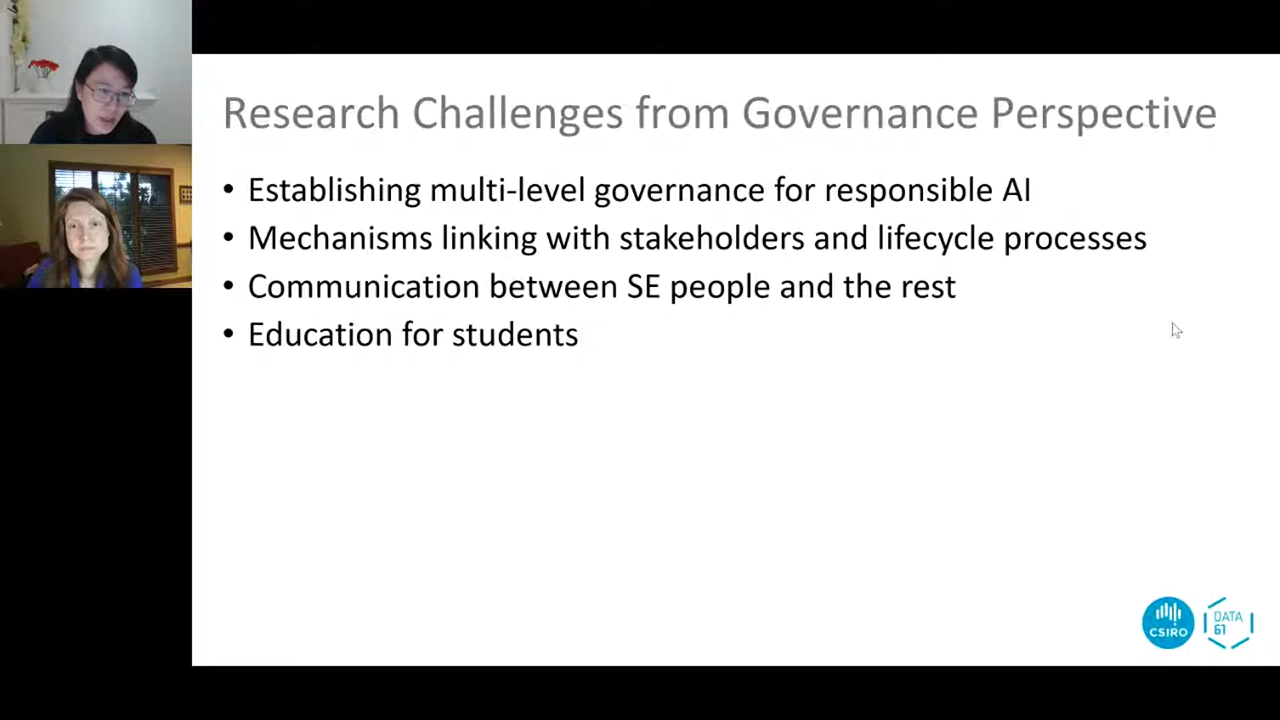 Research Challenges from Governance Perspective
• Establishing multi-level governance for responsible AI
• Mechanisms linking with stakeholders and lifecycle processes
• Communication between SE people and the rest
• Education for students
CSIRO
DATA
61